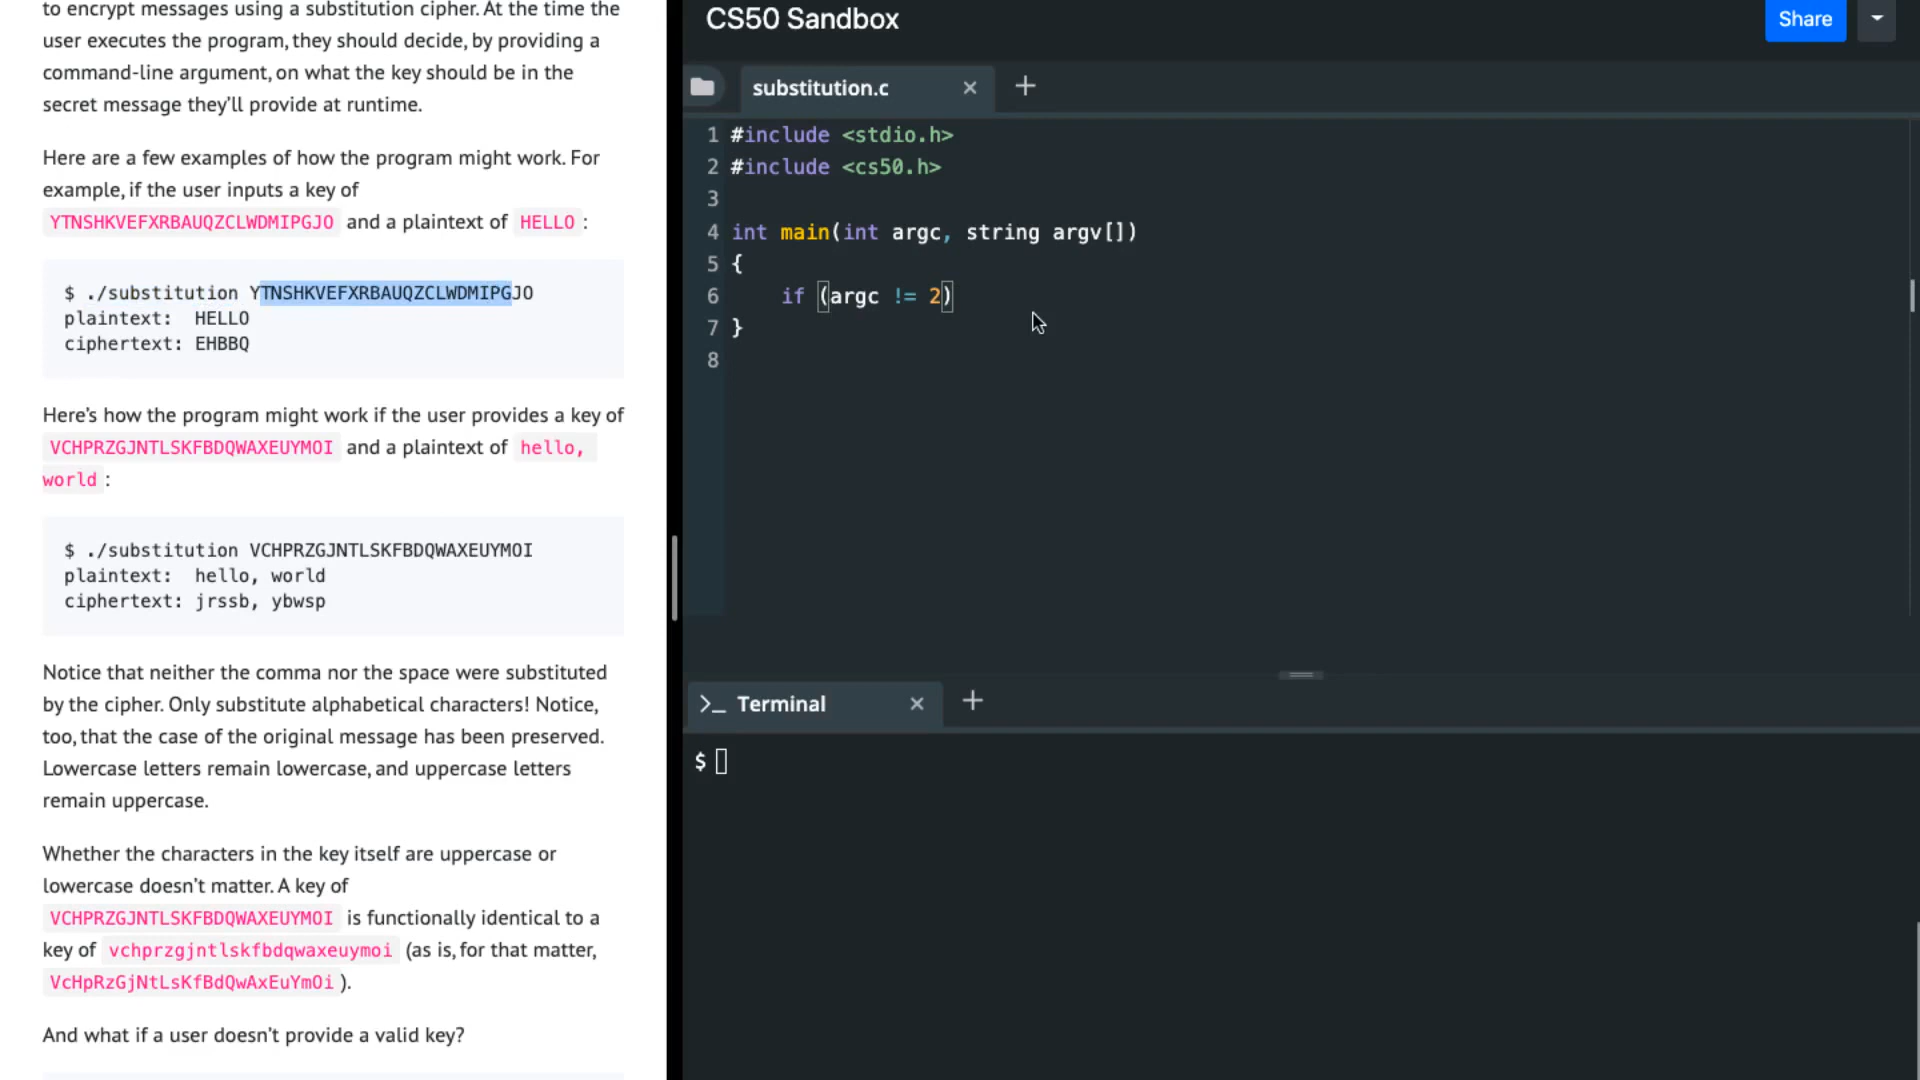 to encrypt messages using a substitution cipher. At the time the
user executes the program, they should decide, by providing a
command-line argument, on what the key should be in the
secret message they’ll provide at runtime.
Here are a few examples of how the program might work. For
example, if the user inputs a key of
YTNSHKVEFXRBAUQZCLWDMIPGJO and a plaintext of HELLO :
$ ./substitution YTNSHKVEFXRBAUQZCLWDMIPGJO
plaintext:  HELLO
ciphertext: EHBBQ
Here’s how the program might work if the user provides a key of
VCHPRZGJNTLSKFBDQWAXEUYMOI and a plaintext of hello,
world :
$ ./substitution VCHPRZGJNTLSKFBDQWAXEUYMOI
plaintext:  hello, world
ciphertext: jrssb, ybwsp
Notice that neither the comma nor the space were substituted
by the cipher. Only substitute alphabetical characters! Notice,
too, that the case of the original message has been preserved.
Lowercase letters remain lowercase, and uppercase letters
remain uppercase.
Whether the characters in the key itself are uppercase or
lowercase doesn’t matter. A key of
VCHPRZGJNTLSKFBDQWAXEUYMOI is functionally identical to a
key of vchprzgjntlskfbdqwaxeuymoi (as is, for that matter,
VcHpRzGjNtLsKfBdQwAxEuYmOi ).
And what if a user doesn’t provide a valid key?
CS50 Sandbox
Share
substitution.c
1 #include <stdio.h>
2 #include <cs50.h>
3
4 int main(int argc, string argv[])
5 {
6     if (argc != 2)
7 }
8
>_ Terminal
$